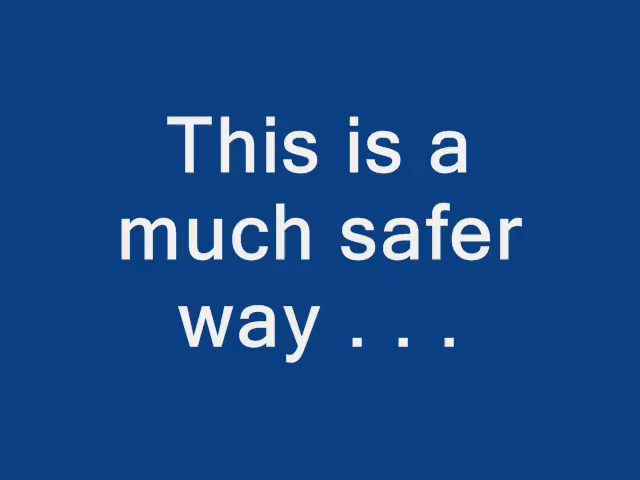 This is a
much safer
way . . .